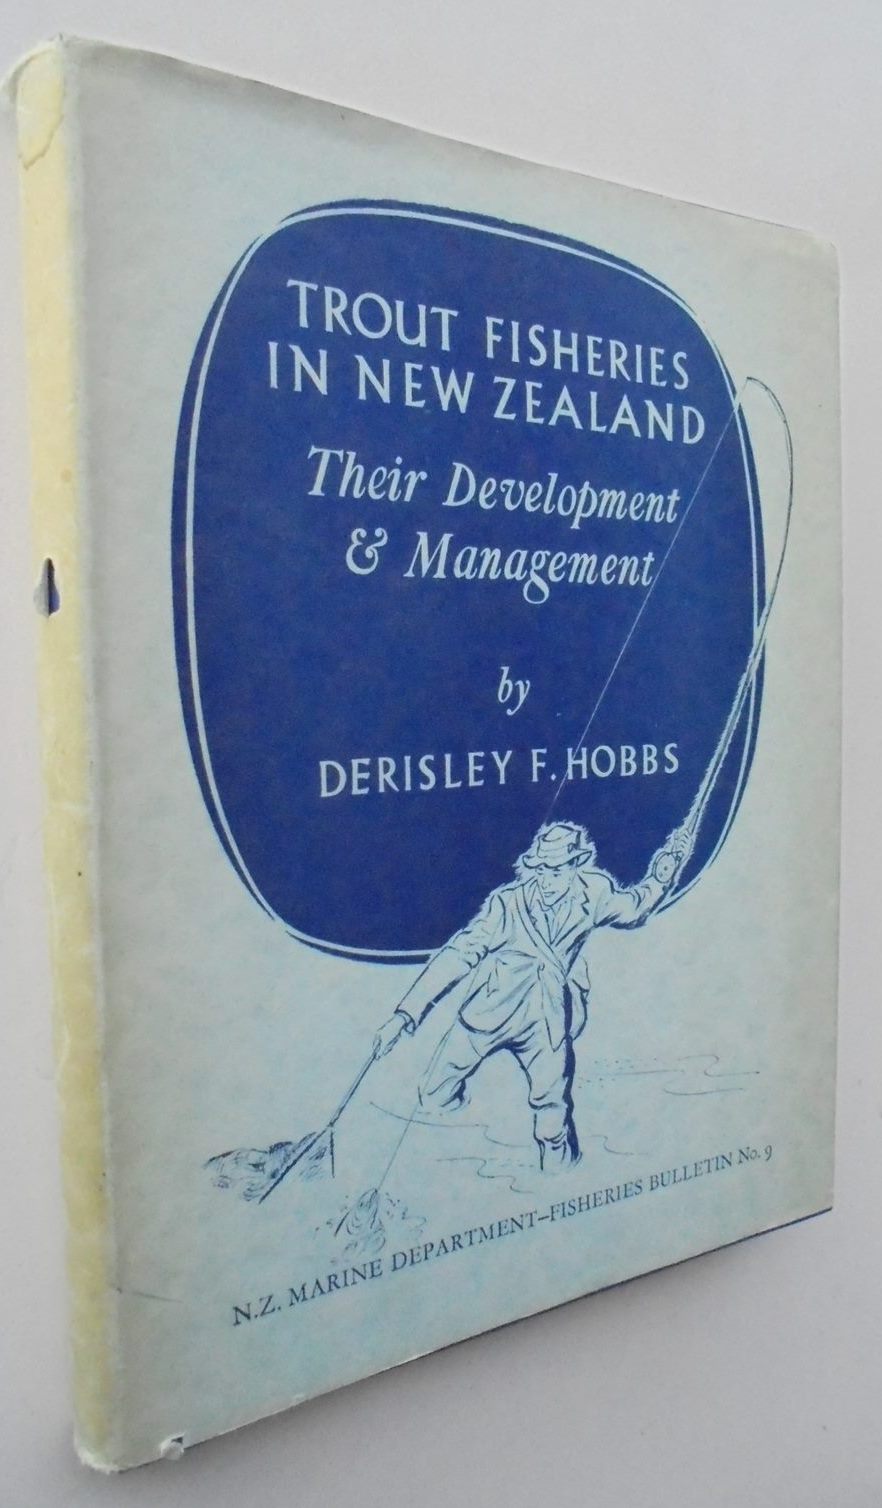 TROUT FISHERIES
IN NEW ZEALAND
Their Development
& Management
by
DERISLEY F. HOBBS
N.Z. MARINE DEPARTMENT–FISHERIES BULLETIN No. 9